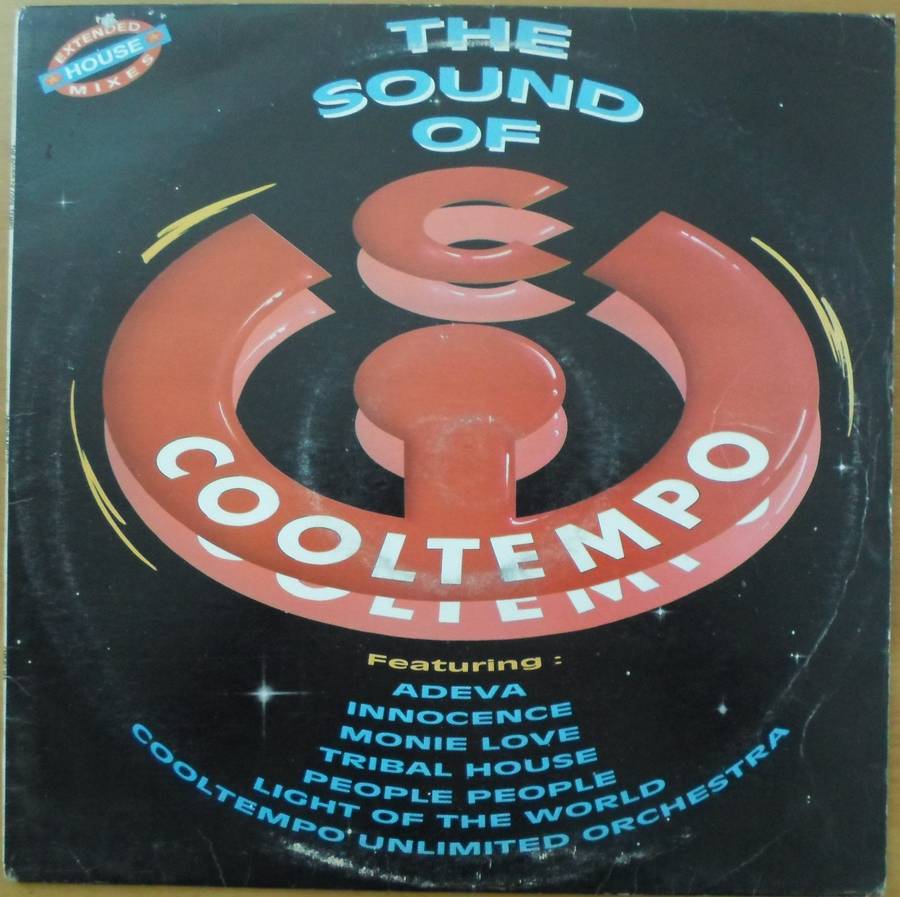 EXTENDED
HOUSE
MIXES
THE
SOUND
OF
COOLTEMPO
Featuring :
ADEVA
INNOCENCE
MONIE LOVE
TRIBAL HOUSE
PEOPLE PEOPLE
LIGHT OF THE WORLD
COOLTEMPO UNLIMITED ORCHESTRA